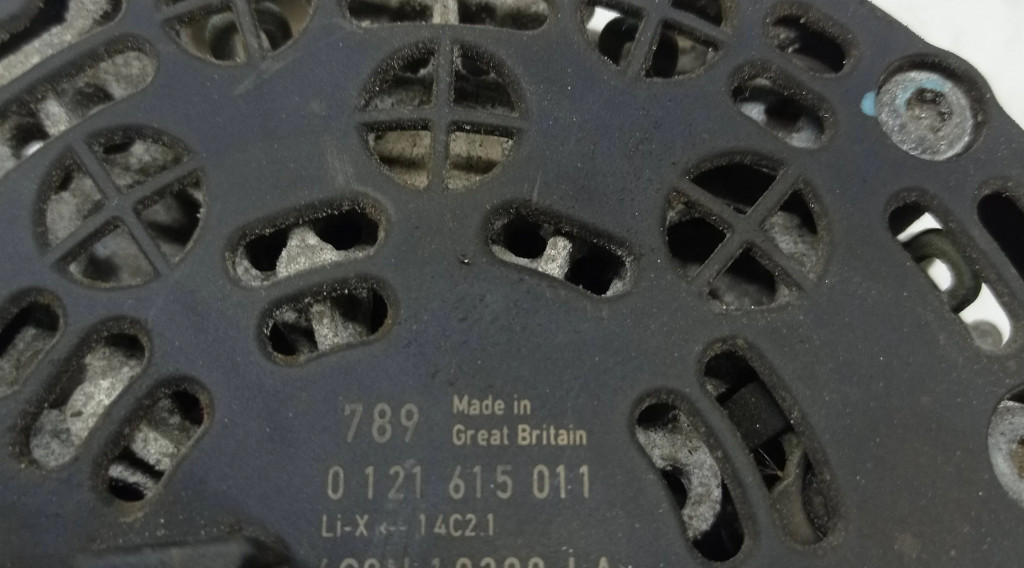 789 Made in
Great Britain
0 121 615 011
Li-X <-- 14C2.1